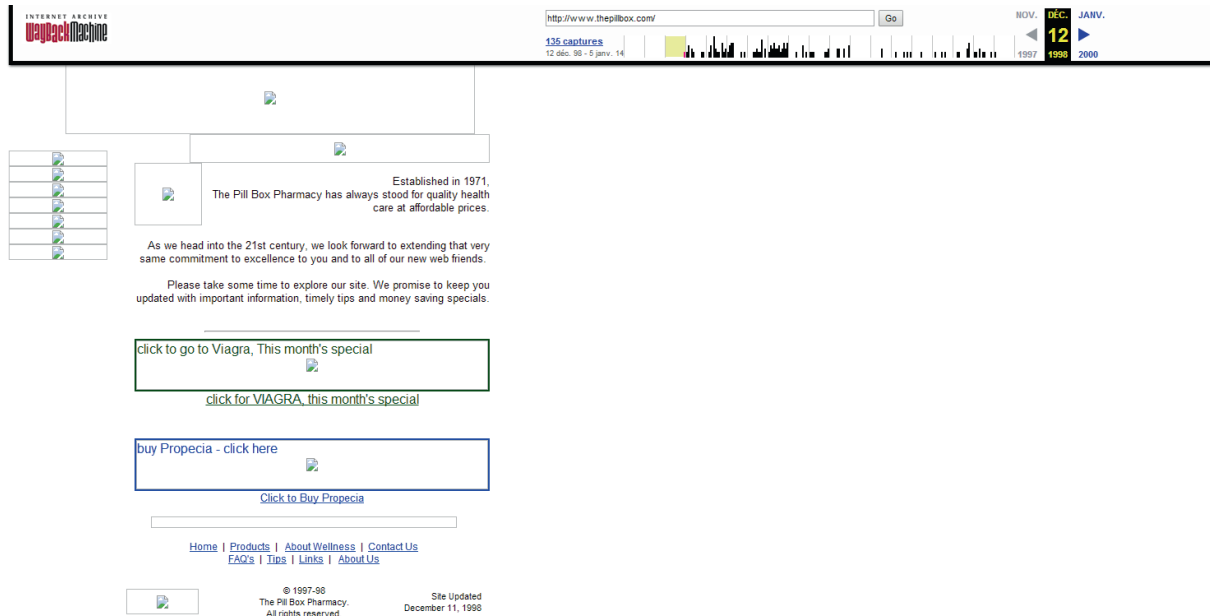 INTERNET ARCHIVE
WayBackMachine
http://www.thepillbox.com/
Go
135 captures
12 déc. 98 - 5 janv. 14
NOV. DÉC. JANV.
12
1997 1998 2000
Established in 1971,
The Pill Box Pharmacy has always stood for quality health
care at affordable prices.
As we head into the 21st century, we look forward to extending that very
same commitment to excellence to you and to all of our new web friends.
Please take some time to explore our site. We promise to keep you
updated with important information, timely tips and money saving specials.
click to go to Viagra, This month's special
click for VIAGRA, this month's special
buy Propecia - click here
Click to Buy Propecia
Home | Products | About Wellness | Contact Us
FAQ's | Tips | Links | About Us
© 1997-98
The Pill Box Pharmacy.
All rights reserved
Site Updated
December 11, 1998